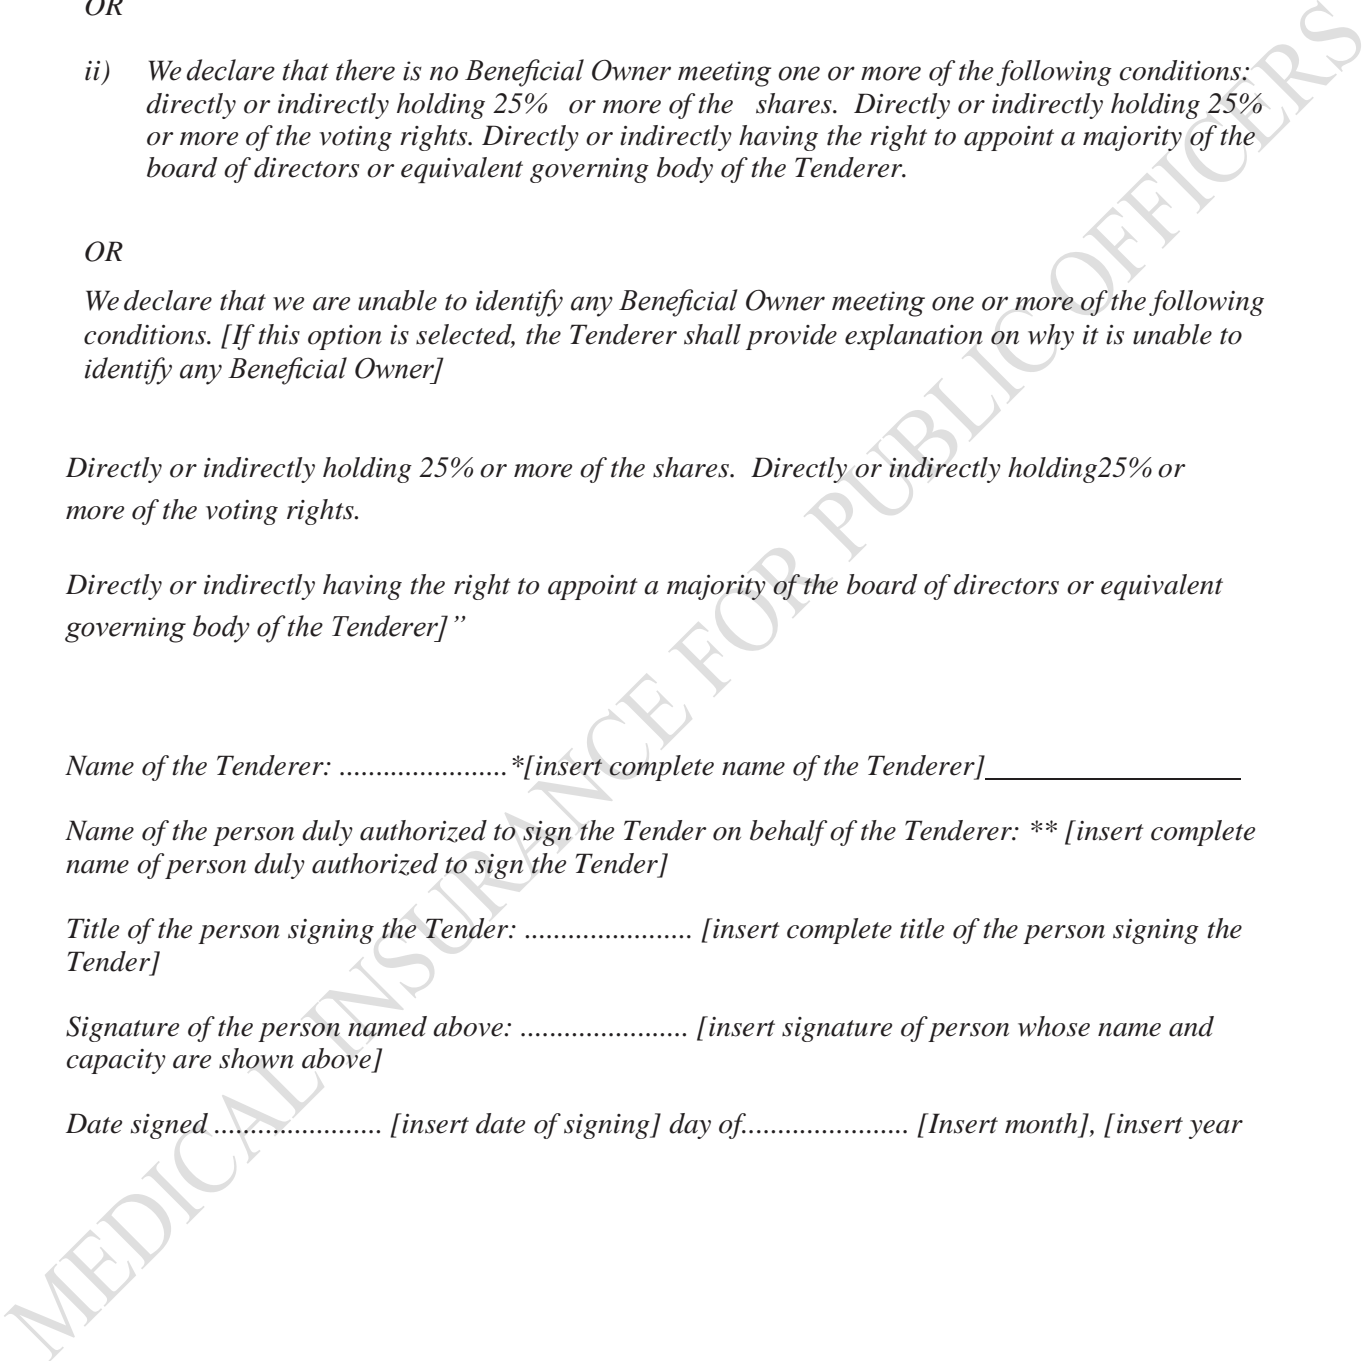 OR
ii) We declare that there is no Beneficial Owner meeting one or more of the following conditions:
directly or indirectly holding 25% or more of the shares. Directly or indirectly holding 25%
or more of the voting rights. Directly or indirectly having the right to appoint a majority of the
board of directors or equivalent governing body of the Tenderer.
OR
We declare that we are unable to identify any Beneficial Owner meeting one or more of the following
conditions. [If this option is selected, the Tenderer shall provide explanation on why it is unable to
identify any Beneficial Owner]
Directly or indirectly holding 25% or more of the shares. Directly or indirectly holding25% or
more of the voting rights.
Directly or indirectly having the right to appoint a majority of the board of directors or equivalent
governing body of the Tenderer]”
Name of the Tenderer: .......................*[insert complete name of the Tenderer]
Name of the person duly authorized to sign the Tender on behalf of the Tenderer: ** [insert complete
name of person duly authorized to sign the Tender]
Title of the person signing the Tender: ....................... [insert complete title of the person signing the
Tender]
Signature of the person named above: ....................... [insert signature of person whose name and
capacity are shown above]
Date signed ....................... [insert date of signing] day of....................... [Insert month], [insert year
MEDICAL INSURANCE FOR PUBLIC OFFICERS